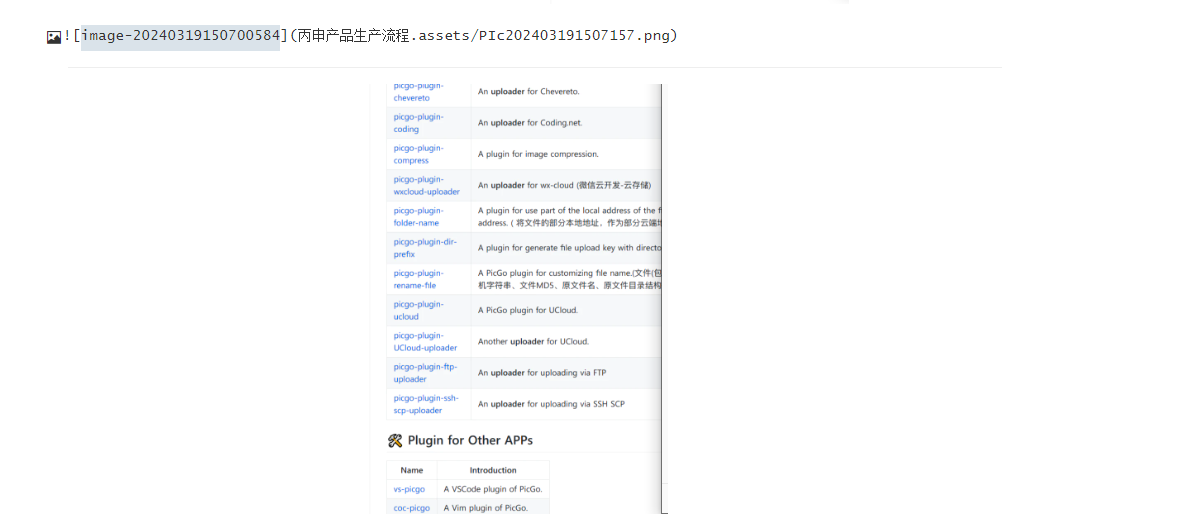 ![image-20240319150700584](丙申产品生产流程.assets/PIc202403191507157.png)
picgo-plugin-
chevereto
An uploader for Chevereto.
picgo-plugin-
coding
An uploader for Coding.net.
picgo-plugin-
compress
A plugin for image compression.
picgo-plugin-
wxcloud-uploader
An uploader for wx-cloud (微信云开发-云存储)
picgo-plugin-
folder-name
A plugin for use part of the local address of the f
address. ( 将文件的部分本地地址，作为部分云端
picgo-plugin-dir-
prefix
A plugin for generate file upload key with directo
picgo-plugin-
rename-file
A PicGo plugin for customizing file name.(文件(包
机字符串、文件MD5、原文件名、原文件目录结构
picgo-plugin-
ucloud
A PicGo plugin for UCloud.
picgo-plugin-
UCloud-uploader
Another uploader for UCloud.
picgo-plugin-ftp-
uploader
An uploader for uploading via FTP
picgo-plugin-ssh-
scp-uploader
An uploader for uploading via SSH SCP
🛠 Plugin for Other APPs
Name Introduction
vs-picgo A VSCode plugin of PicGo.
coc-picgo A Vim plugin of PicGo.